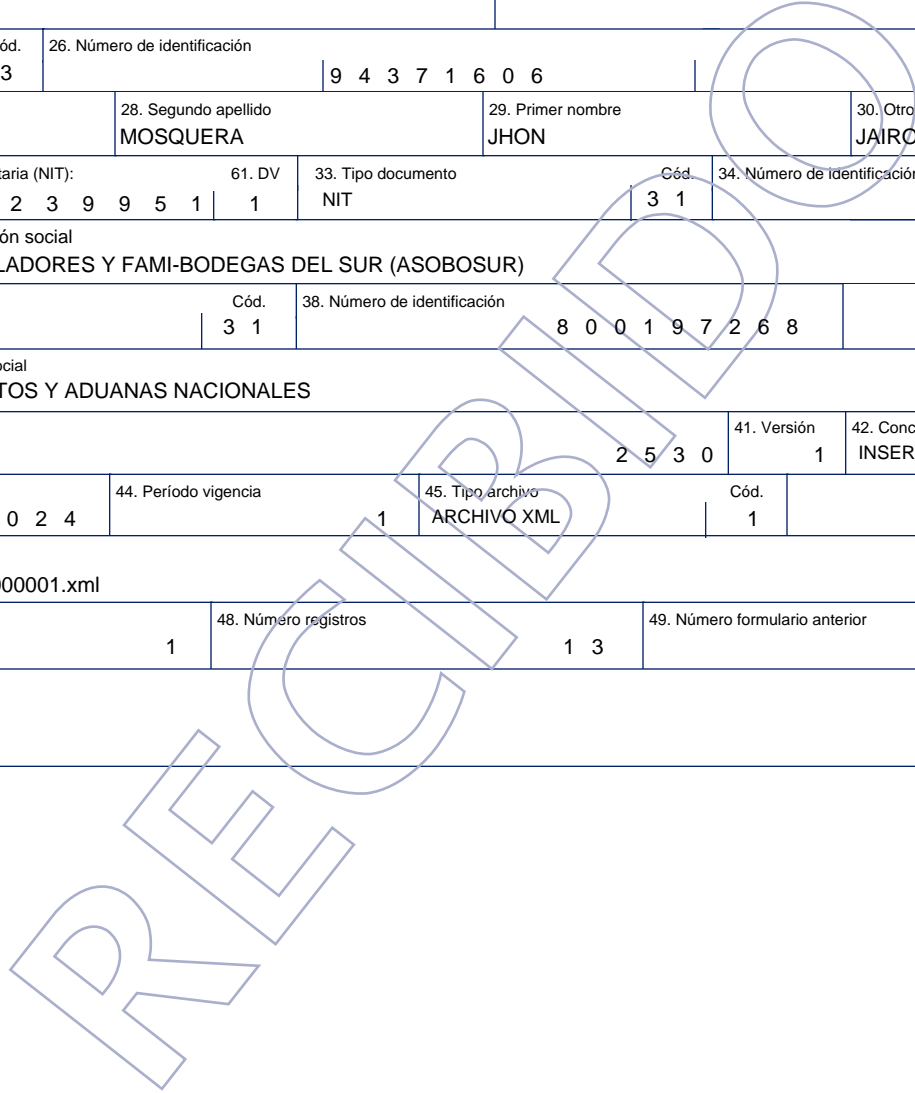 ód. 26. Número de identificación
3 9 4 3 7 1 6 0 6
28. Segundo apellido 29. Primer nombre 30. Otro
MOSQUERA JHON JAIRO
taria (NIT): 61. DV 33. Tipo documento Cód. 34. Número de identificación
2 3 9 9 5 1 1 NIT 3 1
ón social
LADORES Y FAMI-BODEGAS DEL SUR (ASOBOSUR)
Cód. 38. Número de identificación
3 1 8 0 0 1 9 7 2 6 8
ocial
TOS Y ADUANAS NACIONALES
41. Versión 42. Conc
2 5 3 0 1 INSER
44. Período vigencia 45. Tipo archivo Cód.
0 2 4 1 ARCHIVO XML 1
000001.xml
48. Número registros 49. Número formulario anterior
1 1 3
RECIBIDO